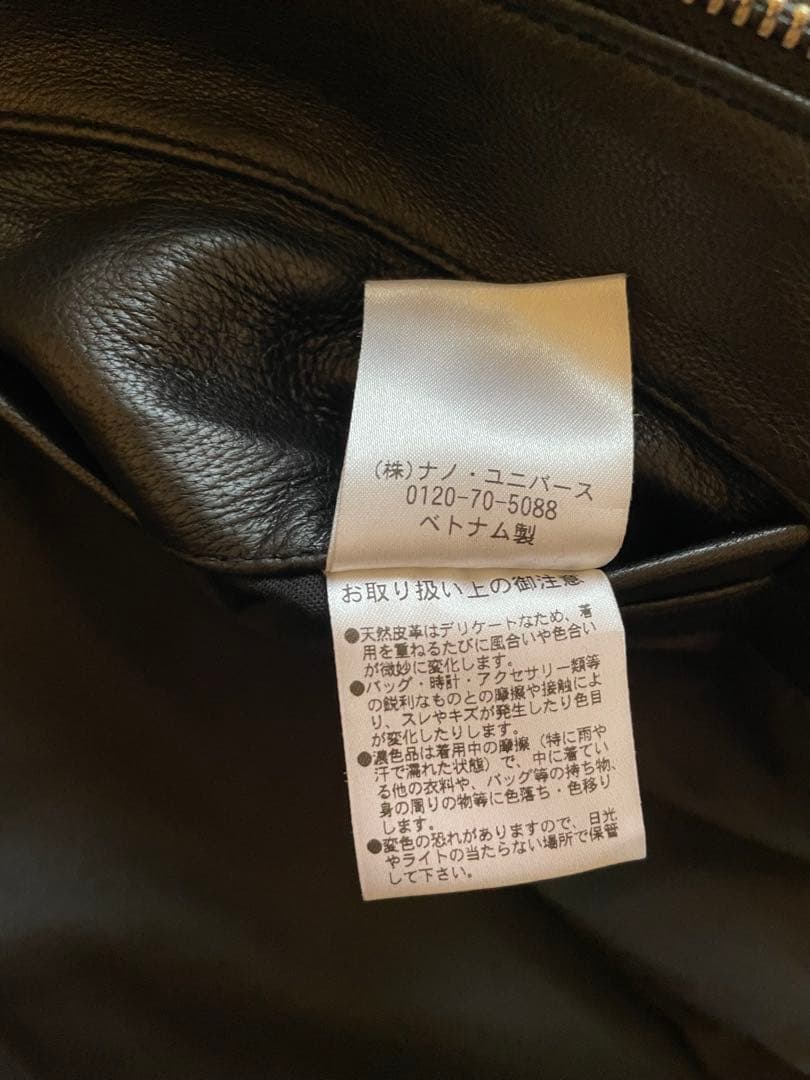 (株)ナノ・ユニバース
0120-70-5088
ベトナム製
お取り扱い上の御注意
●天然皮革はデリケートなため、着
用を重ねるたびに風合いや色合い
が微妙に変化します。
●バッグ・時計・アクセサリー類等
の鋭利なものとの摩擦や接触によ
り、スレやキズが発生したり色目
が変化したりします。
●濃色品は着用中の摩擦(特に雨や
汗で濡れた状態)で、中に着てい
る他の衣料や、バッグ等の持ち物、
身の周りの物等に色落ち・色移り
します。
●変色の恐れがありますので、日光
やライトの当たらない場所で保管
して下さい。